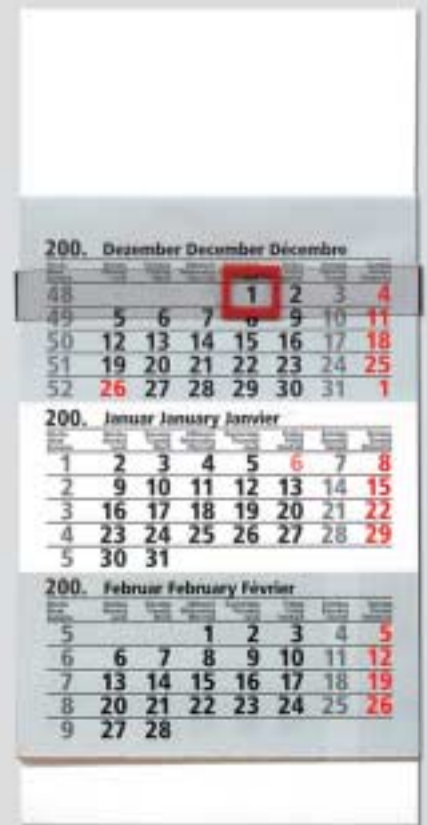 200. Dezember December Décembre
48 1 2 3 4
49 5 6 7 8 9 10 11
50 12 13 14 15 16 17 18
51 19 20 21 22 23 24 25
52 26 27 28 29 30 31 1
200. Januar January Janvier
1 2 3 4 5 6 7 8
2 9 10 11 12 13 14 15
3 16 17 18 19 20 21 22
4 23 24 25 26 27 28 29
5 30 31
200. Februar February Février
5 1 2 3 4 5
6 6 7 8 9 10 11 12
7 13 14 15 16 17 18 19
8 20 21 22 23 24 25 26
9 27 28